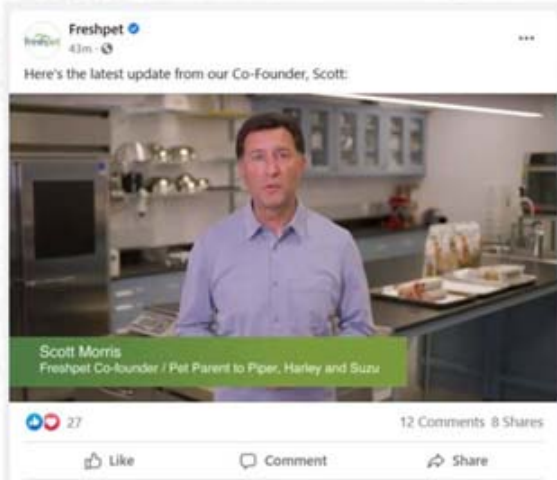 Freshpet
43m ·
freshpet
Here's the latest update from our Co-Founder, Scott:
Scott Morris
Freshpet Co-founder / Pet Parent to Piper, Harley and Suzu
27
12 Comments 8 Shares
Like Comment Share